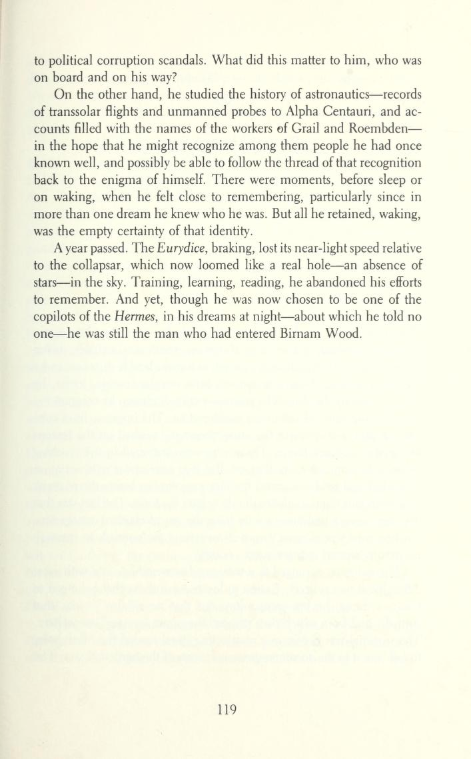 to political corruption scandals. What did this matter to him, who was
on board and on his way?
On the other hand, he studied the history of astronautics—records
of transsolar flights and unmanned probes to Alpha Centauri, and ac-
counts filled with the names of the workers of Grail and Roembden—
in the hope that he might recognize among them people he had once
known well, and possibly be able to follow the thread of that recognition
back to the enigma of himself. There were moments, before sleep or
on waking, when he felt close to remembering, particularly since in
more than one dream he knew who he was. But all he retained, waking,
was the empty certainty of that identity.
A year passed. The Eurydice, braking, lost its near-light speed relative
to the collapsar, which now loomed like a real hole—an absence of
stars—in the sky. Training, learning, reading, he abandoned his efforts
to remember. And yet, though he was now chosen to be one of the
copilots of the Hermes, in his dreams at night—about which he told no
one—he was still the man who had entered Birnam Wood.
119